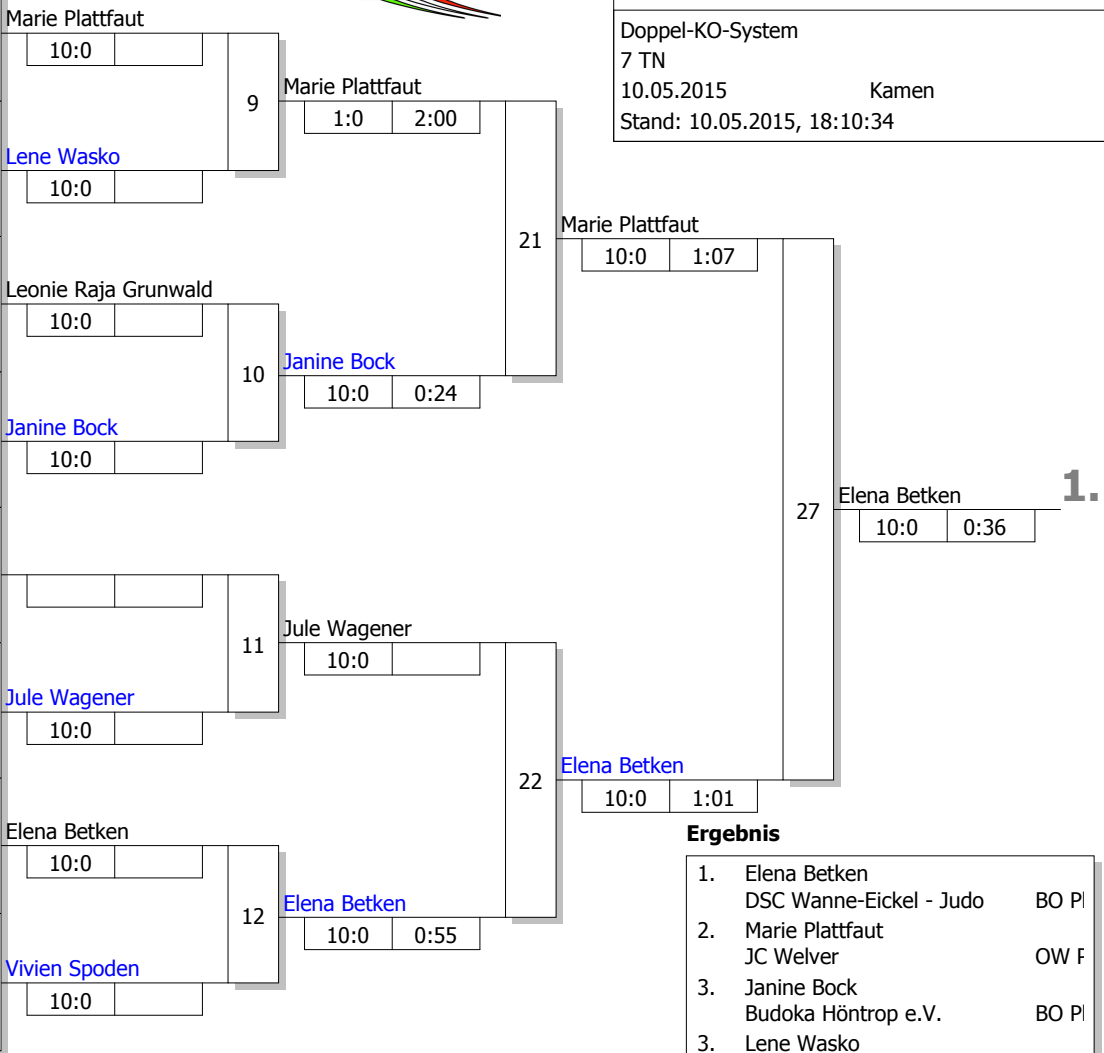 Marie Plattfaut
10:0
9
Lene Wasko
10:0
Marie Plattfaut
1:0 2:00
Leonie Raja Grunwald
10:0
10
Janine Bock
10:0
Janine Bock
10:0 0:24
21
Marie Plattfaut
10:0 1:07
11
Jule Wagener
10:0
Jule Wagener
10:0
Elena Betken
10:0
12
Vivien Spoden
10:0
Elena Betken
10:0 0:55
22
Elena Betken
10:0 1:01
27
Elena Betken
10:0 0:36
1.
Doppel-KO-System
7 TN
10.05.2015 Kamen
Stand: 10.05.2015, 18:10:34
Ergebnis
1. Elena Betken
DSC Wanne-Eickel - Judo BO
2. Marie Plattfaut
JC Welver OW
3. Janine Bock
Budoka Höntrop e.V. BO
3. Lene Wasko